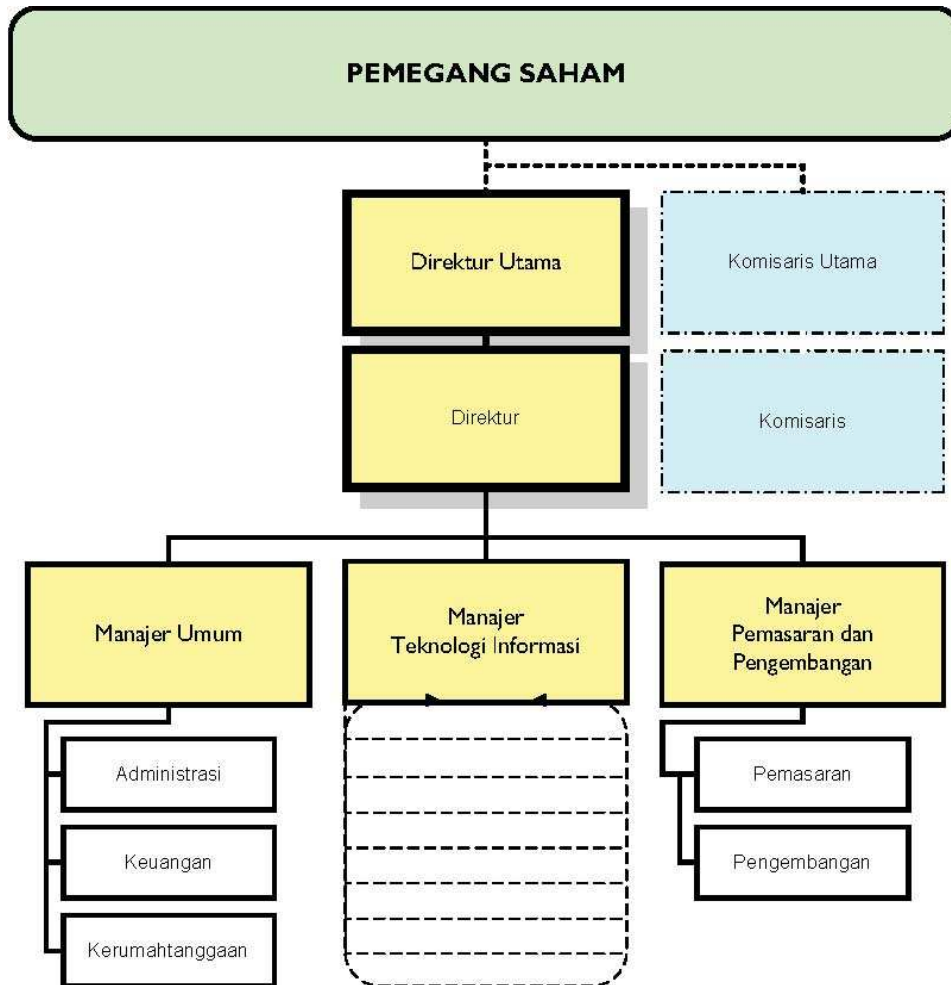 PEMEGANG SAHAM
Direktur Utama
Komisaris Utama
Direktur
Komisaris
Manajer Umum
Manajer
Teknologi Informasi
Manajer
Pemasaran dan
Pengembangan
Administrasi
Keuangan
Kerumahtanggaan
Pemasaran
Pengembangan